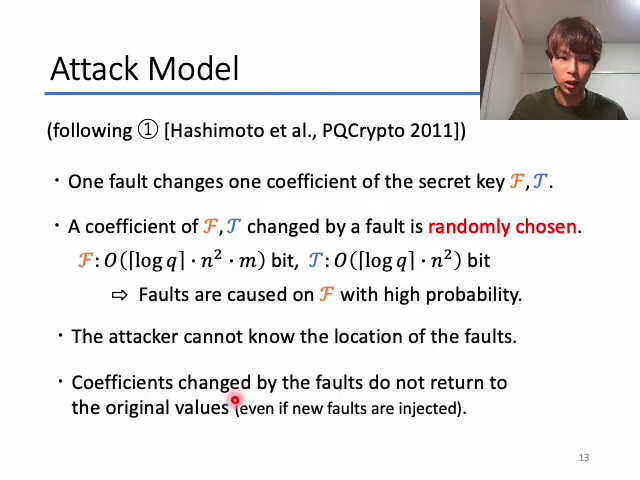 Attack Model
(following ① [Hashimoto et al., PQCrypto 2011])
・One fault changes one coefficient of the secret key ℱ, 𝒯.
・A coefficient of ℱ, 𝒯 changed by a fault is randomly chosen.
ℱ: O(⌈log q⌉ · n² · m) bit, 𝒯: O(⌈log q⌉ · n²) bit
⇨ Faults are caused on ℱ with high probability.
・The attacker cannot know the location of the faults.
・Coefficients changed by the faults do not return to
the original values (even if new faults are injected).
13